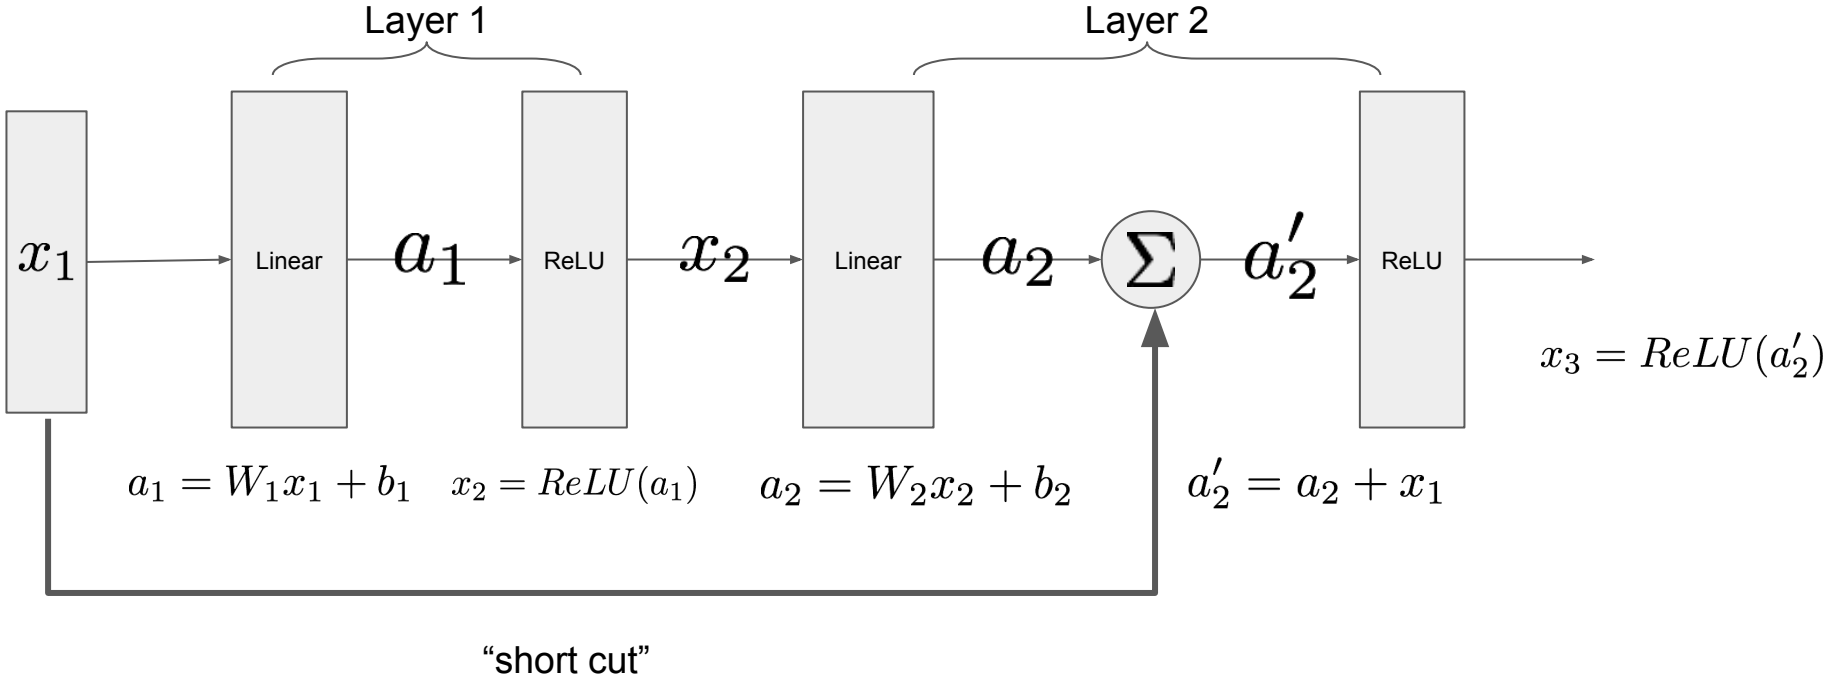 Layer 1
Layer 2
x₁
Linear
a₁
ReLU
x₂
Linear
a₂
Σ
a′₂
ReLU
x₃ = ReLU(a′₂)
a₁ = W₁x₁ + b₁
x₂ = ReLU(a₁)
a₂ = W₂x₂ + b₂
a′₂ = a₂ + x₁
“short cut”